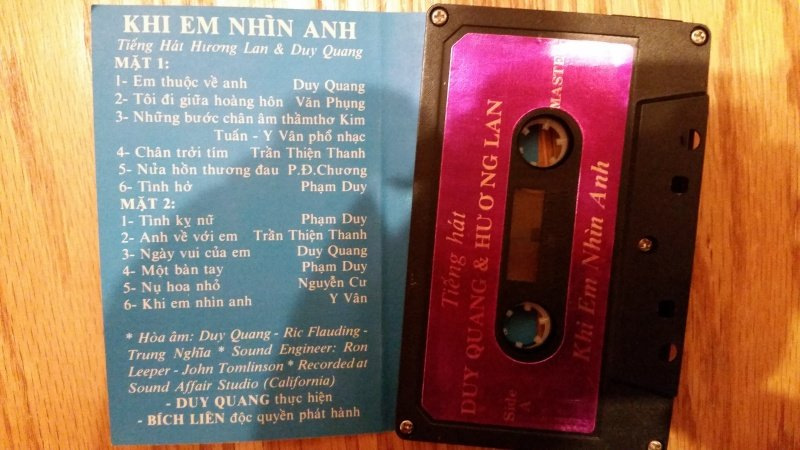 KHI EM NHÌN ANH
Tiếng Hát Hương Lan & Duy Quang
MẶT 1:
1- Em thuộc về anh Duy Quang
2- Tôi đi giữa hoàng hôn Văn Phụng
3- Những bước chân âm thầmthơ Kim
Tuấn - Y Vân phổ nhạc
4- Chân trời tím Trần Thiện Thanh
5- Nửa hồn thương đau P.Đ.Chương
6- Tình hờ Phạm Duy
MẶT 2:
1- Tình kỵ nữ Phạm Duy
2- Anh về với em Trần Thiện Thanh
3- Ngày vui của em Duy Quang
4- Một bàn tay Phạm Duy
5- Nụ hoa nhỏ Nguyễn Cư
6- Khi em nhìn anh Y Vân
* Hòa âm: Duy Quang - Ric Flauding -
Trung Nghĩa * Sound Engineer: Ron
Leeper - John Tomlinson * Recorded at
Sound Affair Studio (California)
- DUY QUANG thực hiện
- BÍCH LIÊN độc quyền phát hành
Tiếng hát
DUY QUANG & HƯƠNG LAN
MASTER
Side
A
Khi Em Nhìn Anh